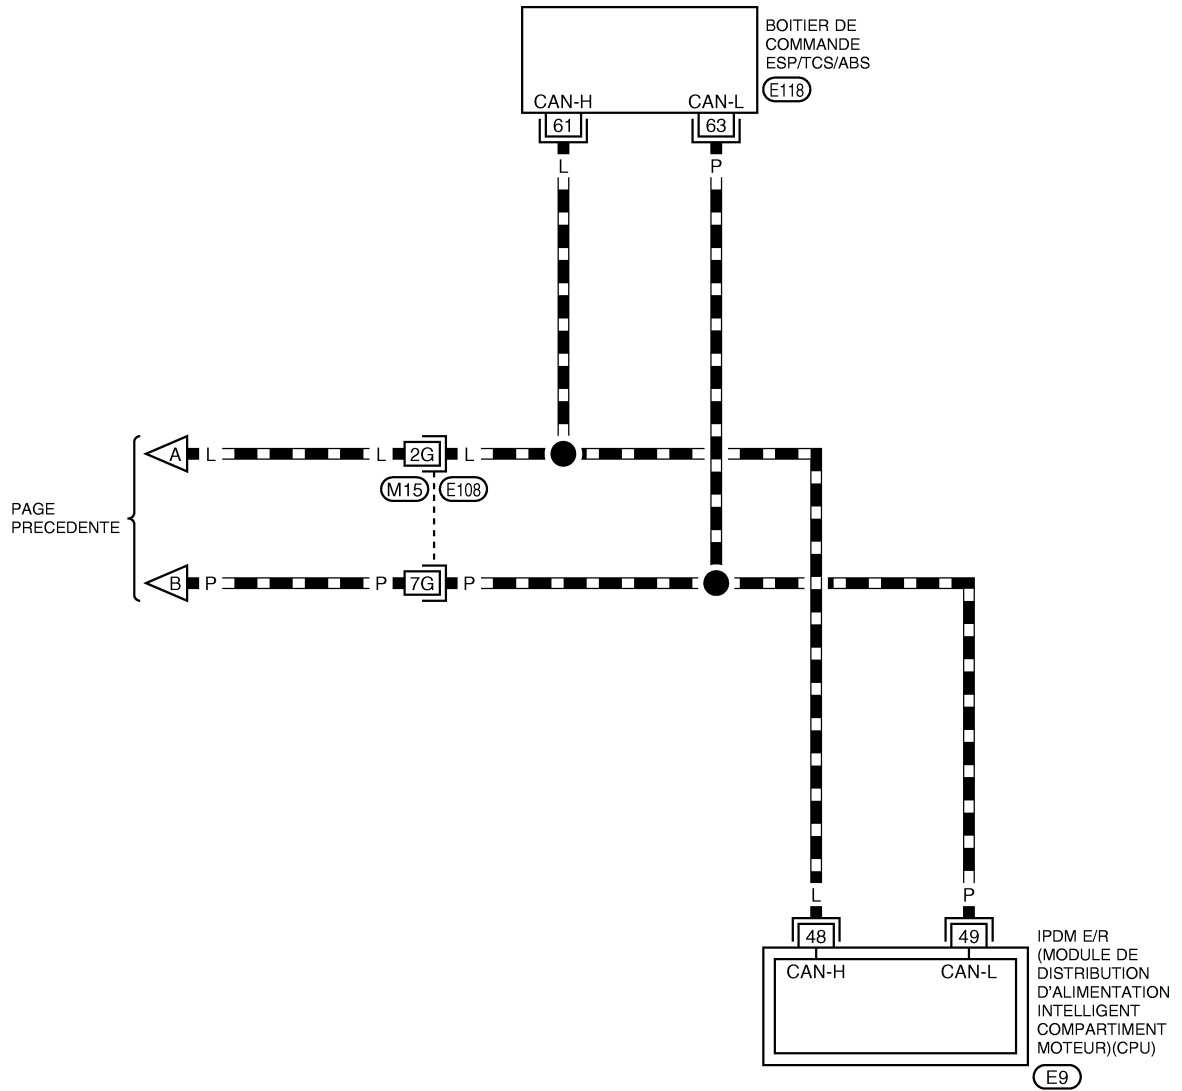 BOITIER DE
COMMANDE
ESP/TCS/ABS
E118
CAN-H CAN-L
61 63
L P
A L L 2G L
M15 E108
PAGE
PRECEDENTE
B P P 7G P
L P
48 49
CAN-H CAN-L
IPDM E/R
(MODULE DE
DISTRIBUTION
D'ALIMENTATION
INTELLIGENT
COMPARTIMENT
MOTEUR)(CPU)
E9